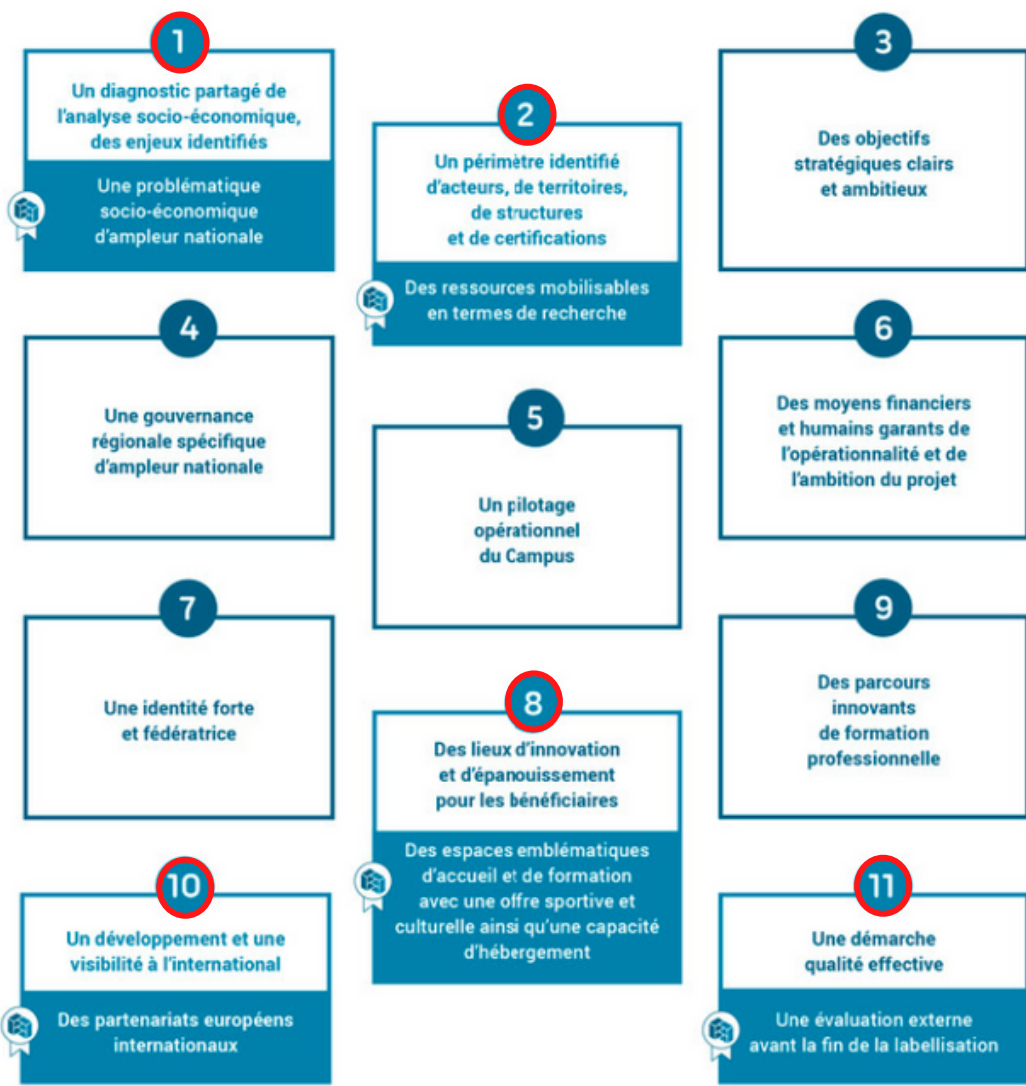 1
Un diagnostic partagé de
l'analyse socio-économique,
des enjeux identifiés
Une problématique
socio-économique
d'ampleur nationale
2
Un périmètre identifié
d'acteurs, de territoires,
de structures
et de certifications
Des ressources mobilisables
en termes de recherche
3
Des objectifs
stratégiques clairs
et ambitieux
4
Une gouvernance
régionale spécifique
d'ampleur nationale
5
Un pilotage
opérationnel
du Campus
6
Des moyens financiers
et humains garants de
l'opérationnalité et de
l'ambition du projet
7
Une identité forte
et fédératrice
8
Des lieux d'innovation
et d'épanouissement
pour les bénéficiaires
Des espaces emblématiques
d'accueil et de formation
avec une offre sportive et
culturelle ainsi qu'une capacité
d'hébergement
9
Des parcours
innovants
de formation
professionnelle
10
Un développement et une
visibilité à l'international
Des partenariats européens
internationaux
11
Une démarche
qualité effective
Une évaluation externe
avant la fin de la labellisation